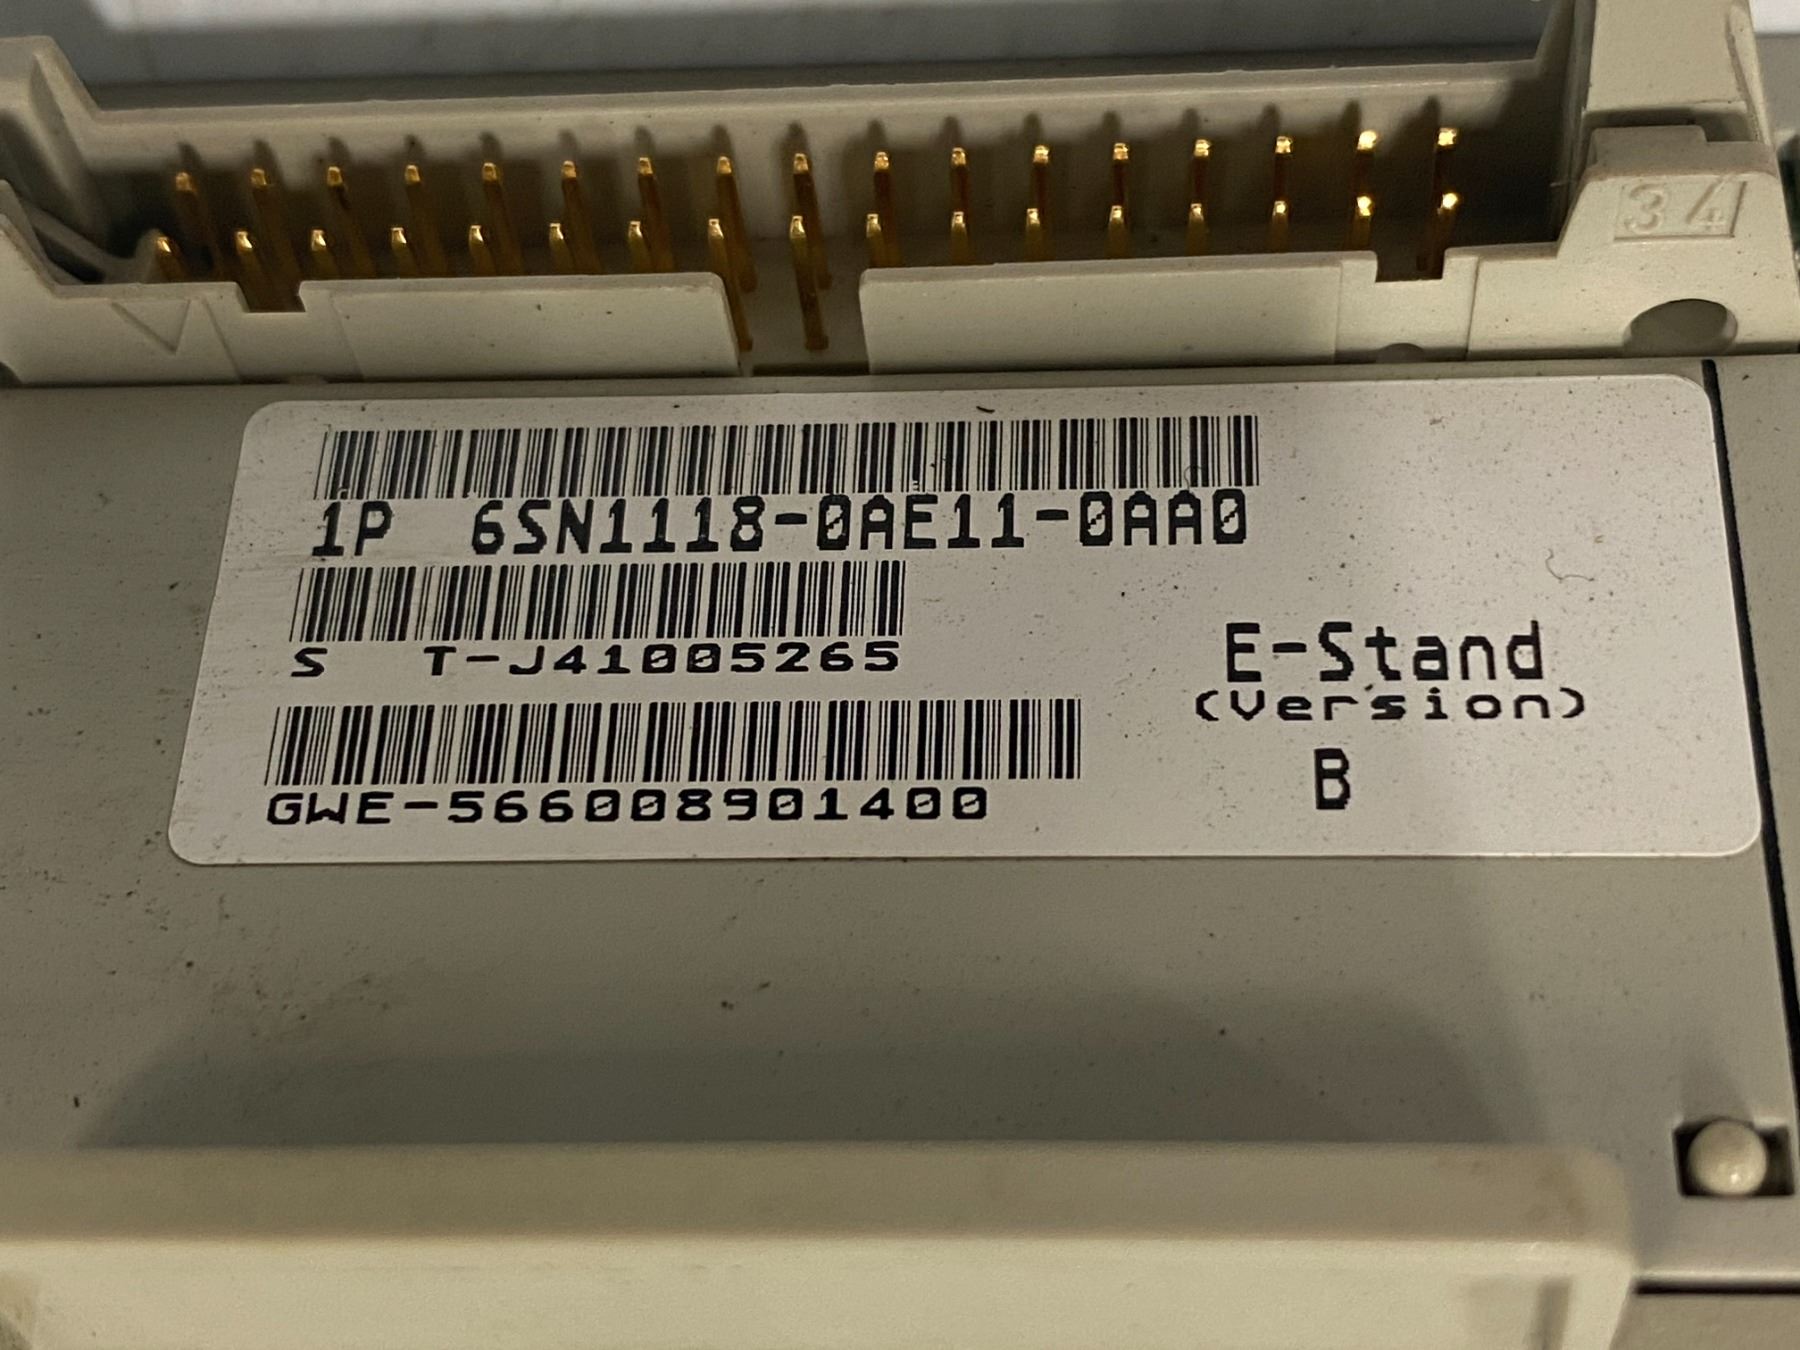 34
1P 6SN1118-0AE11-0AA0
S T-J41005265
E-Stand
(Version)
GWE-566008901400
B